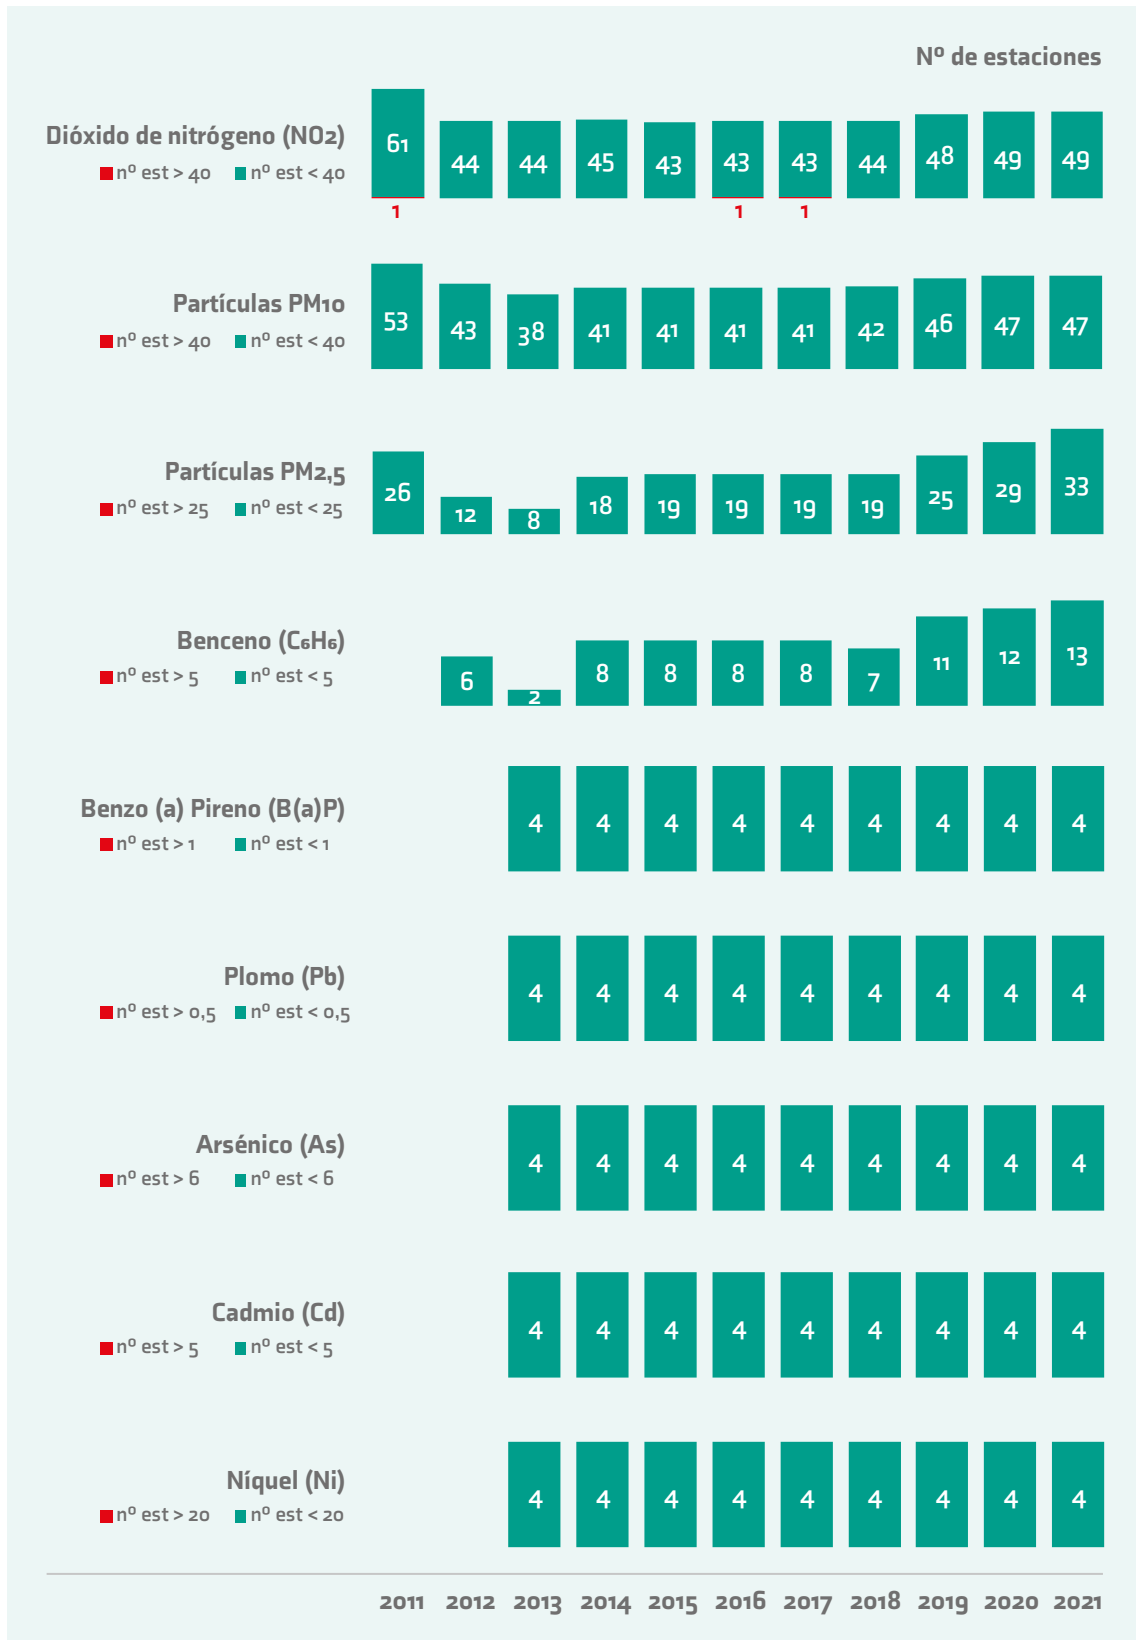 Nº de estaciones
Dióxido de nitrógeno (NO2)
nº est > 40 nº est < 40
61 44 44 45 43 43 43 44 48 49 49
1 1 1
Partículas PM10
nº est > 40 nº est < 40
53 43 38 41 41 41 41 42 46 47 47
Partículas PM2,5
nº est > 25 nº est < 25
26 12 8 18 19 19 19 19 25 29 33
Benceno (C6H6)
nº est > 5 nº est < 5
6 2 8 8 8 8 7 11 12 13
Benzo (a) Pireno (B(a)P)
nº est > 1 nº est < 1
4 4 4 4 4 4 4 4 4
Plomo (Pb)
nº est > 0,5 nº est < 0,5
4 4 4 4 4 4 4 4 4
Arsénico (As)
nº est > 6 nº est < 6
4 4 4 4 4 4 4 4 4
Cadmio (Cd)
nº est > 5 nº est < 5
4 4 4 4 4 4 4 4 4
Níquel (Ni)
nº est > 20 nº est < 20
4 4 4 4 4 4 4 4 4
2011 2012 2013 2014 2015 2016 2017 2018 2019 2020 2021